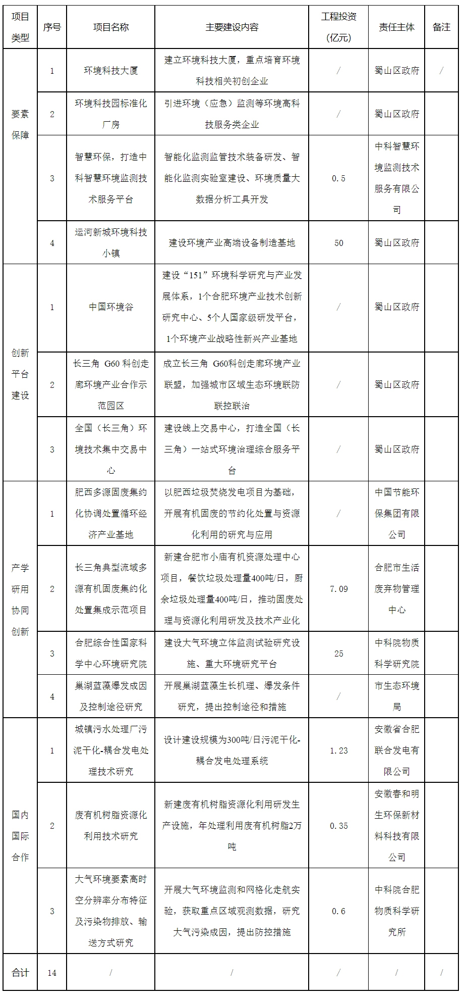 项目
类型
序号
项目名称
主要建设内容
工程投资
（亿元）
责任主体
备注
要素
保障
1
环境科技大厦
建立环境科技大厦，重点培育环境
科技相关初创企业
/
蜀山区政府
/
2
环境科技园标准化
厂房
引进环境（应急）监测等环境高科
技服务类企业
/
蜀山区政府
3
智慧环保，打造中
科智慧环境监测技
术服务平台
智能化监测监管技术装备研发、智
能化监测实验室建设、环境质量大
数据分析工具开发
0.5
中科智慧环
境监测技术
服务有限公
司
4
运河新城环境科技
小镇
建设环境产业高端设备制造基地
50
蜀山区政府
创新
平台
建设
1
中国环境谷
建设“151”环境科学研究与产业发
展体系，1个合肥环境产业技术创新
研究中心、5个人国家级研发平台，
1个环境产业战略性新兴产业基地
/
蜀山区政府
2
长三角 G60 科创走
廊环境产业合作示
范园区
成立长三角 G60科创走廊环境产业
联盟，加强城市区域生态环境联防
联控联治
/
蜀山区政府
3
全国（长三角）环
境技术集中交易中
心
建设线上交易中心，打造全国（长
三角）一站式环境治理综合服务平
台
/
蜀山区政府
产学
研用
协同
创新
1
肥西多源固废集约
化协调处置循环经
济产业基地
以肥西垃圾焚烧发电项目为基础，
开展有机固废的节约化处置与资源
化利用的研究与应用
/
中国节能环
保集团有限
公司
2
长三角典型流域多
源有机固废集约化
处置集成示范项目
新建合肥市小庙有机资源处理中心
项目，餐饮垃圾处理量400吨/日，厨
余垃圾处理量400吨/日，推动固废处
理与资源化利用研发及技术产业化
7.09
合肥市生活
废弃物管理
中心
3
合肥综合性国家科
学中心环境研究院
建设大气环境立体监测试验研究设
施、重大环境研究平台
25
中科院物质
科学研究院
4
巢湖蓝藻爆发成因
及控制途径研究
开展巢湖蓝藻生长机理、爆发条件
研究，提出控制途径和措施
/
市生态环境
局
国内
国际
合作
1
城镇污水处理厂污
泥干化-耦合发电处
理技术研究
设计建设规模为300吨/日污泥干化-
耦合发电处理系统
1.23
安徽省合肥
联合发电有
限公司
2
废有机树脂资源化
利用技术研究
新建废有机树脂资源化利用研发生
产设施，年处理利用废有机树脂2万
吨
0.35
安徽春和明
生环保新材
料科技有限
公司
3
大气环境要素高时
空分辨率分布特征
及污染物排放、输
送方式研究
开展大气环境监测和网格化走航实
验，获取重点区域观测数据，研究
大气污染成因，提出防控措施
0.6
中科院合肥
物质科学研
究所
合计
14
/
/
/
/
/